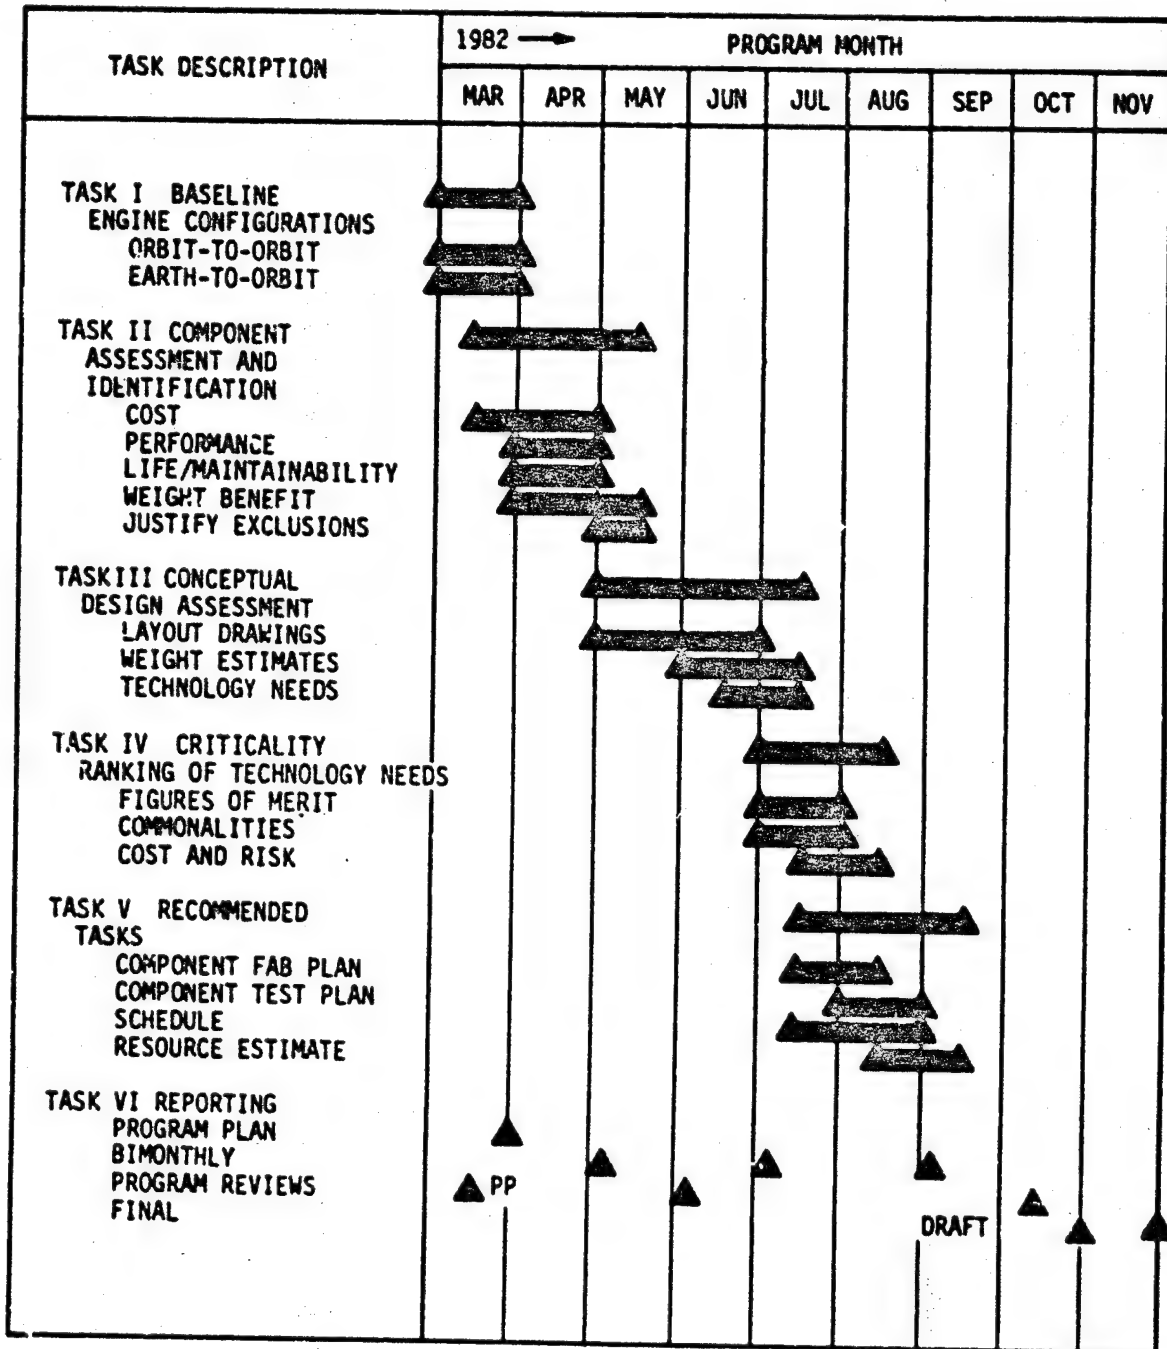 TASK DESCRIPTION
1982 → PROGRAM MONTH
MAR APR MAY JUN JUL AUG SEP OCT NOV
TASK I BASELINE
ENGINE CONFIGURATIONS
ORBIT-TO-ORBIT
EARTH-TO-ORBIT
TASK II COMPONENT
ASSESSMENT AND
IDENTIFICATION
COST
PERFORMANCE
LIFE/MAINTAINABILITY
WEIGHT BENEFIT
JUSTIFY EXCLUSIONS
TASK III CONCEPTUAL
DESIGN ASSESSMENT
LAYOUT DRAWINGS
WEIGHT ESTIMATES
TECHNOLOGY NEEDS
TASK IV CRITICALITY
RANKING OF TECHNOLOGY NEEDS
FIGURES OF MERIT
COMMONALITIES
COST AND RISK
TASK V RECOMMENDED
TASKS
COMPONENT FAB PLAN
COMPONENT TEST PLAN
SCHEDULE
RESOURCE ESTIMATE
TASK VI REPORTING
PROGRAM PLAN
BIMONTHLY
PROGRAM REVIEWS PP
FINAL DRAFT